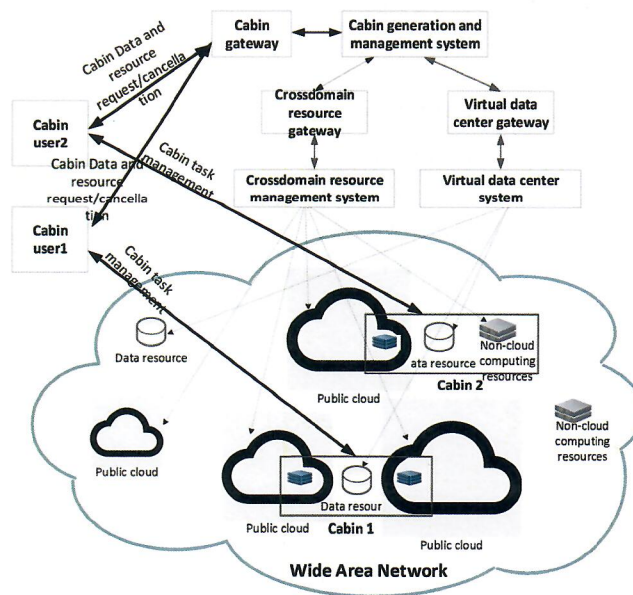 Cabin
gateway
Cabin generation and
management system
Cabin Data and
resource
request/cancella
tion
Crossdomain
resource
gateway
Virtual data
center gateway
Cabin
user2
Cabin task
management
Cabin Data and
resource
request/cancella
tion
Crossdomain resource
management system
Virtual data center
system
Cabin
user1
Cabin task
management
Data resource
ata resource
Non-cloud
computing
resources
Cabin 2
Public cloud
Non-cloud
computing
resources
Public cloud
Data resour
Public cloud
Cabin 1
Public cloud
Wide Area Network